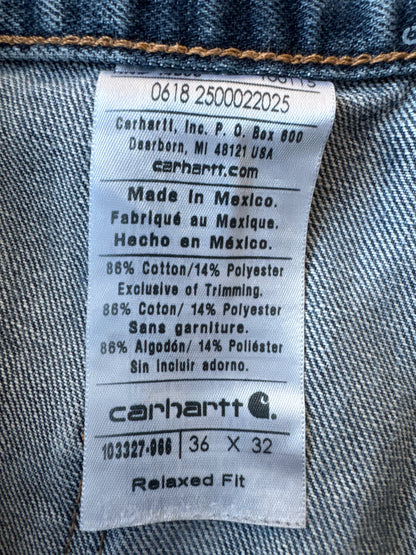 0618 2500022025
Carhartt, Inc. P. O. Box 600
Dearborn, MI 48121 USA
carhartt.com
Made in Mexico.
Fabriqué au Mexique.
Hecho en México.
86% Cotton/14% Polyester
Exclusive of Trimming.
86% Coton/ 14% Polyester
Sans garniture.
86% Algodón/ 14% Poliéster
Sin incluir adorno.
carhartt
103327-966 36 X 32
Relaxed Fit